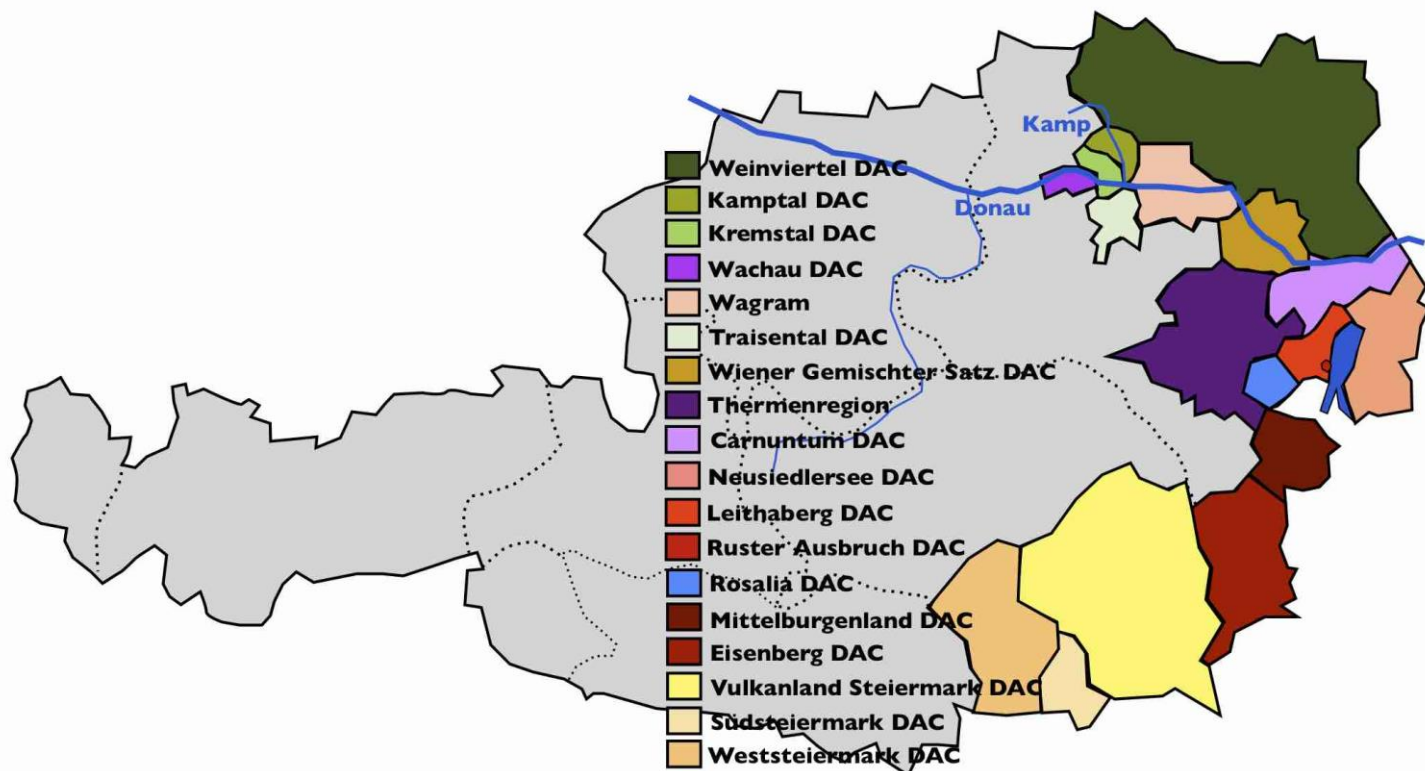 Kamp
Donau
Weinviertel DAC
Kamptal DAC
Kremstal DAC
Wachau DAC
Wagram
Traisental DAC
Wiener Gemischter Satz DAC
Thermenregion
Carnuntum DAC
Neusiedlersee DAC
Leithaberg DAC
Ruster Ausbruch DAC
Rosalia DAC
Mittelburgenland DAC
Eisenberg DAC
Vulkanland Steiermark DAC
Südsteiermark DAC
Weststeiermark DAC